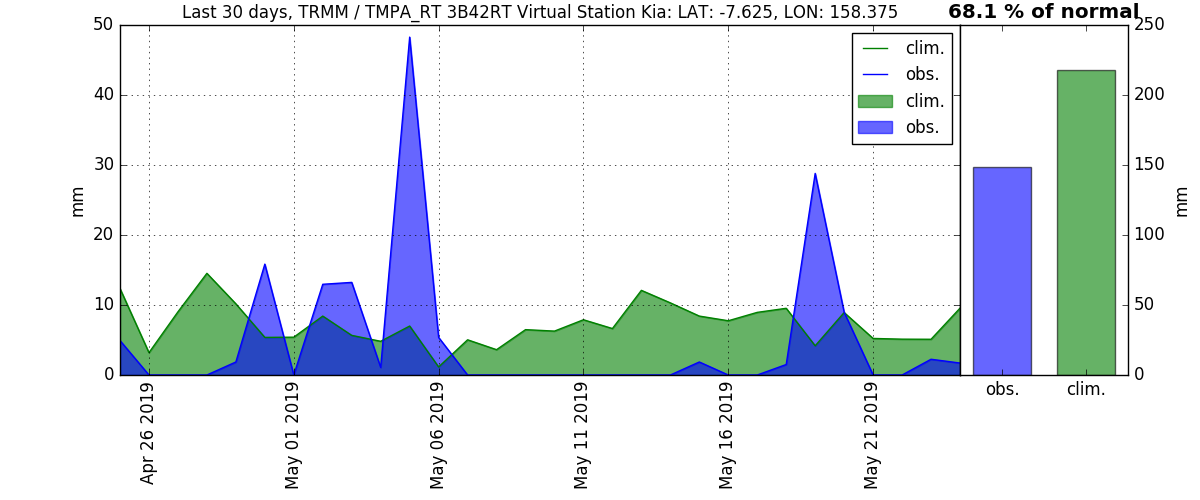 Last 30 days, TRMM / TMPA_RT 3B42RT Virtual Station Kia: LAT: -7.625, LON: 158.375
68.1 % of normal
50
40
30
20
10
0
mm
clim.
obs.
clim.
obs.
250
200
150
100
50
0
mm
Apr 26 2019
May 01 2019
May 06 2019
May 11 2019
May 16 2019
May 21 2019
obs.
clim.